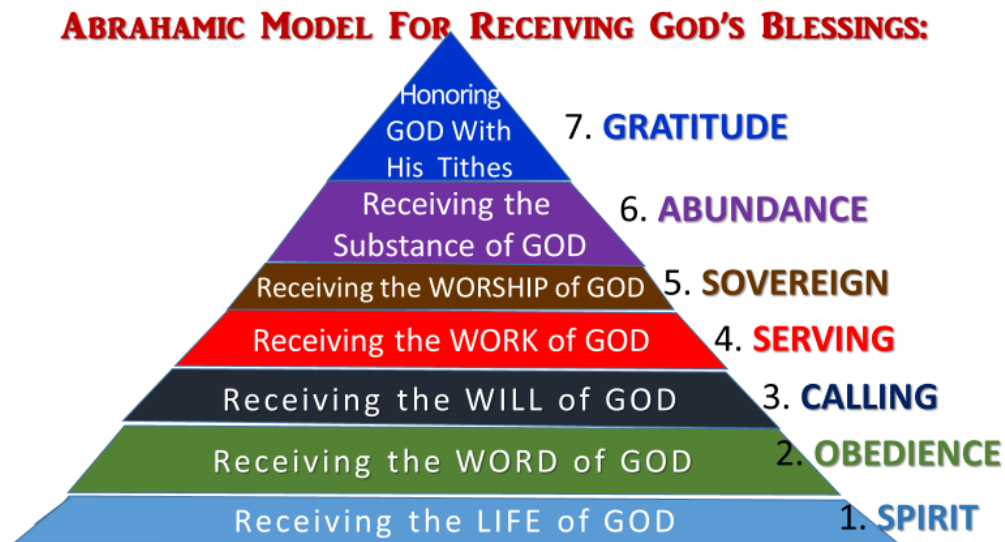 ABRAHAMIC MODEL FOR RECEIVING GOD'S BLESSINGS:
Honoring
GOD With
His Tithes
7. GRATITUDE
Receiving the
Substance of GOD
6. ABUNDANCE
Receiving the WORSHIP of GOD
5. SOVEREIGN
Receiving the WORK of GOD
4. SERVING
Receiving the WILL of GOD
3. CALLING
Receiving the WORD of GOD
2. OBEDIENCE
Receiving the LIFE of GOD
1. SPIRIT